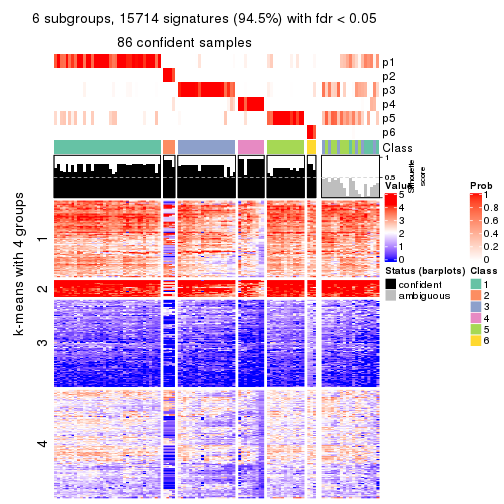 6 subgroups, 15714 signatures (94.5%) with fdr < 0.05
86 confident samples
p1
p2
p3
p4
p5
p6
Class
1
0.5
0
Silhouette
score
k-means with 4 groups
1
2
3
4
Value
5
4
3
2
1
0
Prob
1
0.8
0.6
0.4
0.2
0
Status (barplots)
confident
ambiguous
Class
1
2
3
4
5
6